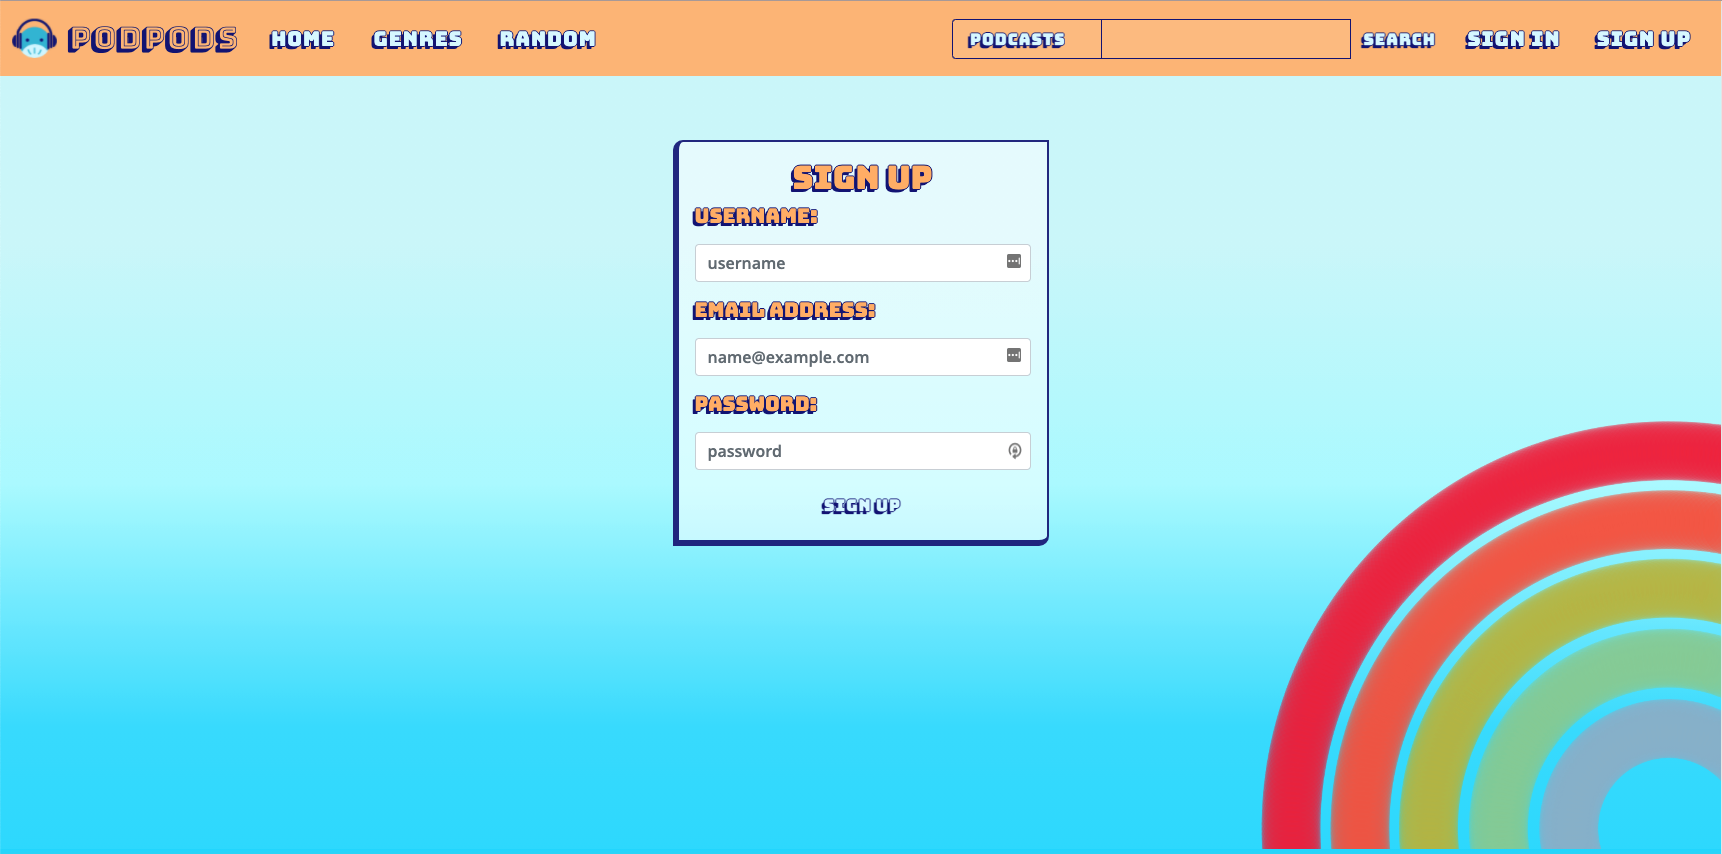 PODPODS HOME GENRES RANDOM PODCASTS SEARCH SIGN IN SIGN UP
SIGN UP
USERNAME:
username
EMAIL ADDRESS:
name@example.com
PASSWORD:
password
SIGN UP